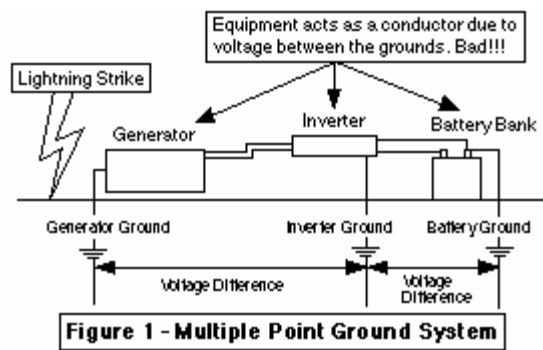 Equipment acts as a conductor due to
voltage between the grounds. Bad!!!
Lightning Strike
Generator
Inverter
Battery Bank
Generator Ground
Inverter Ground
Battery Ground
Voltage Difference
Voltage
Difference
Figure 1 - Multiple Point Ground System